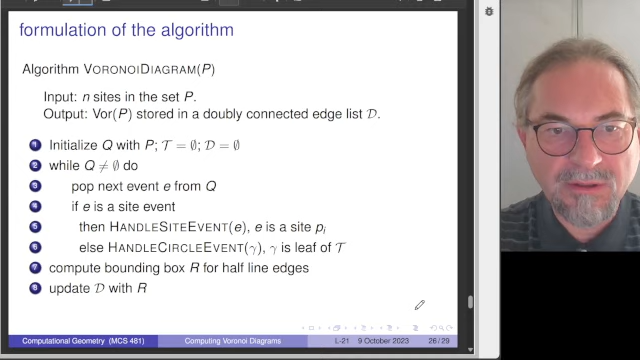 formulation of the algorithm
Algorithm VORONOIDIAGRAM(P)
Input: n sites in the set P.
Output: Vor(P) stored in a doubly connected edge list 𝒟.
1 Initialize Q with P; 𝒯 = ∅; 𝒟 = ∅
2 while Q ≠ ∅ do
3 pop next event e from Q
4 if e is a site event
5 then HANDLESITEEVENT(e), e is a site pᵢ
6 else HANDLECIRCLEEVENT(γ), γ is leaf of 𝒯
7 compute bounding box R for half line edges
8 update 𝒟 with R
Computational Geometry (MCS 481) Computing Voronoi Diagrams L-21 9 October 2023 26 / 29